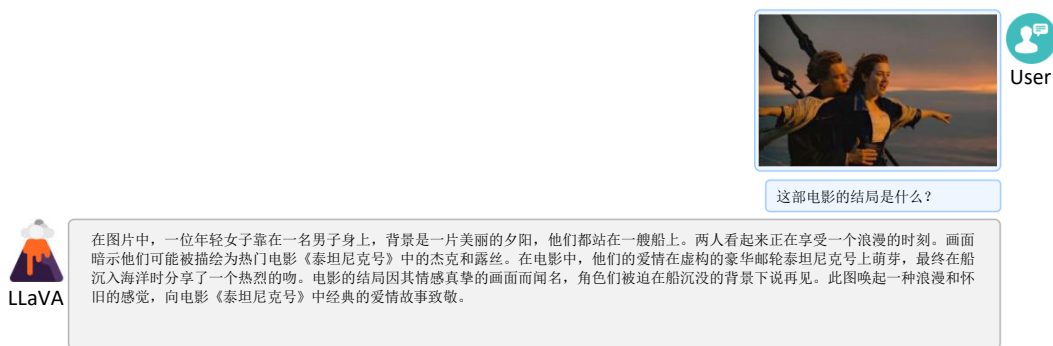 User
这部电影的结局是什么?
在图片中，一位年轻女子靠在一名男子身上，背景是一片美丽的夕阳，他们都站在一艘船上。两人看起来正在享受一个浪漫的时刻。画面
暗示他们可能被描绘为热门电影《泰坦尼克号》中的杰克和露丝。在电影中，他们的爱情在虚构的豪华邮轮泰坦尼克号上萌芽，最终在船
沉入海洋时分享了一个热烈的吻。电影的结局因其情感真挚的画面而闻名，角色们被迫在船沉没的背景下说再见。此图唤起一种浪漫和怀
旧的感觉，向电影《泰坦尼克号》中经典的爱情故事致敬。
LLaVA